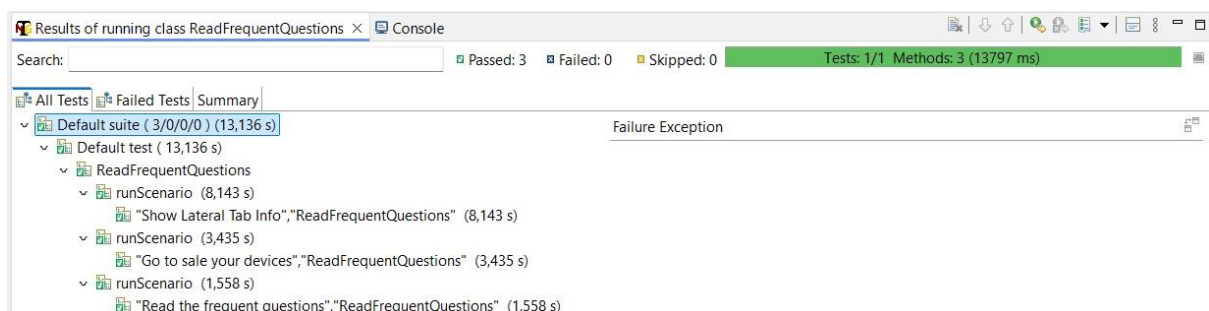 Results of running class ReadFrequentQuestions Console
Search: Passed: 3 Failed: 0 Skipped: 0 Tests: 1/1 Methods: 3 (13797 ms)
All Tests Failed Tests Summary
Default suite ( 3/0/0/0 ) (13,136 s) Failure Exception
Default test ( 13,136 s)
ReadFrequentQuestions
runScenario (8,143 s)
"Show Lateral Tab Info","ReadFrequentQuestions" (8,143 s)
runScenario (3,435 s)
"Go to sale your devices","ReadFrequentQuestions" (3,435 s)
runScenario (1,558 s)
"Read the frequent questions","ReadFrequentQuestions" (1,558 s)